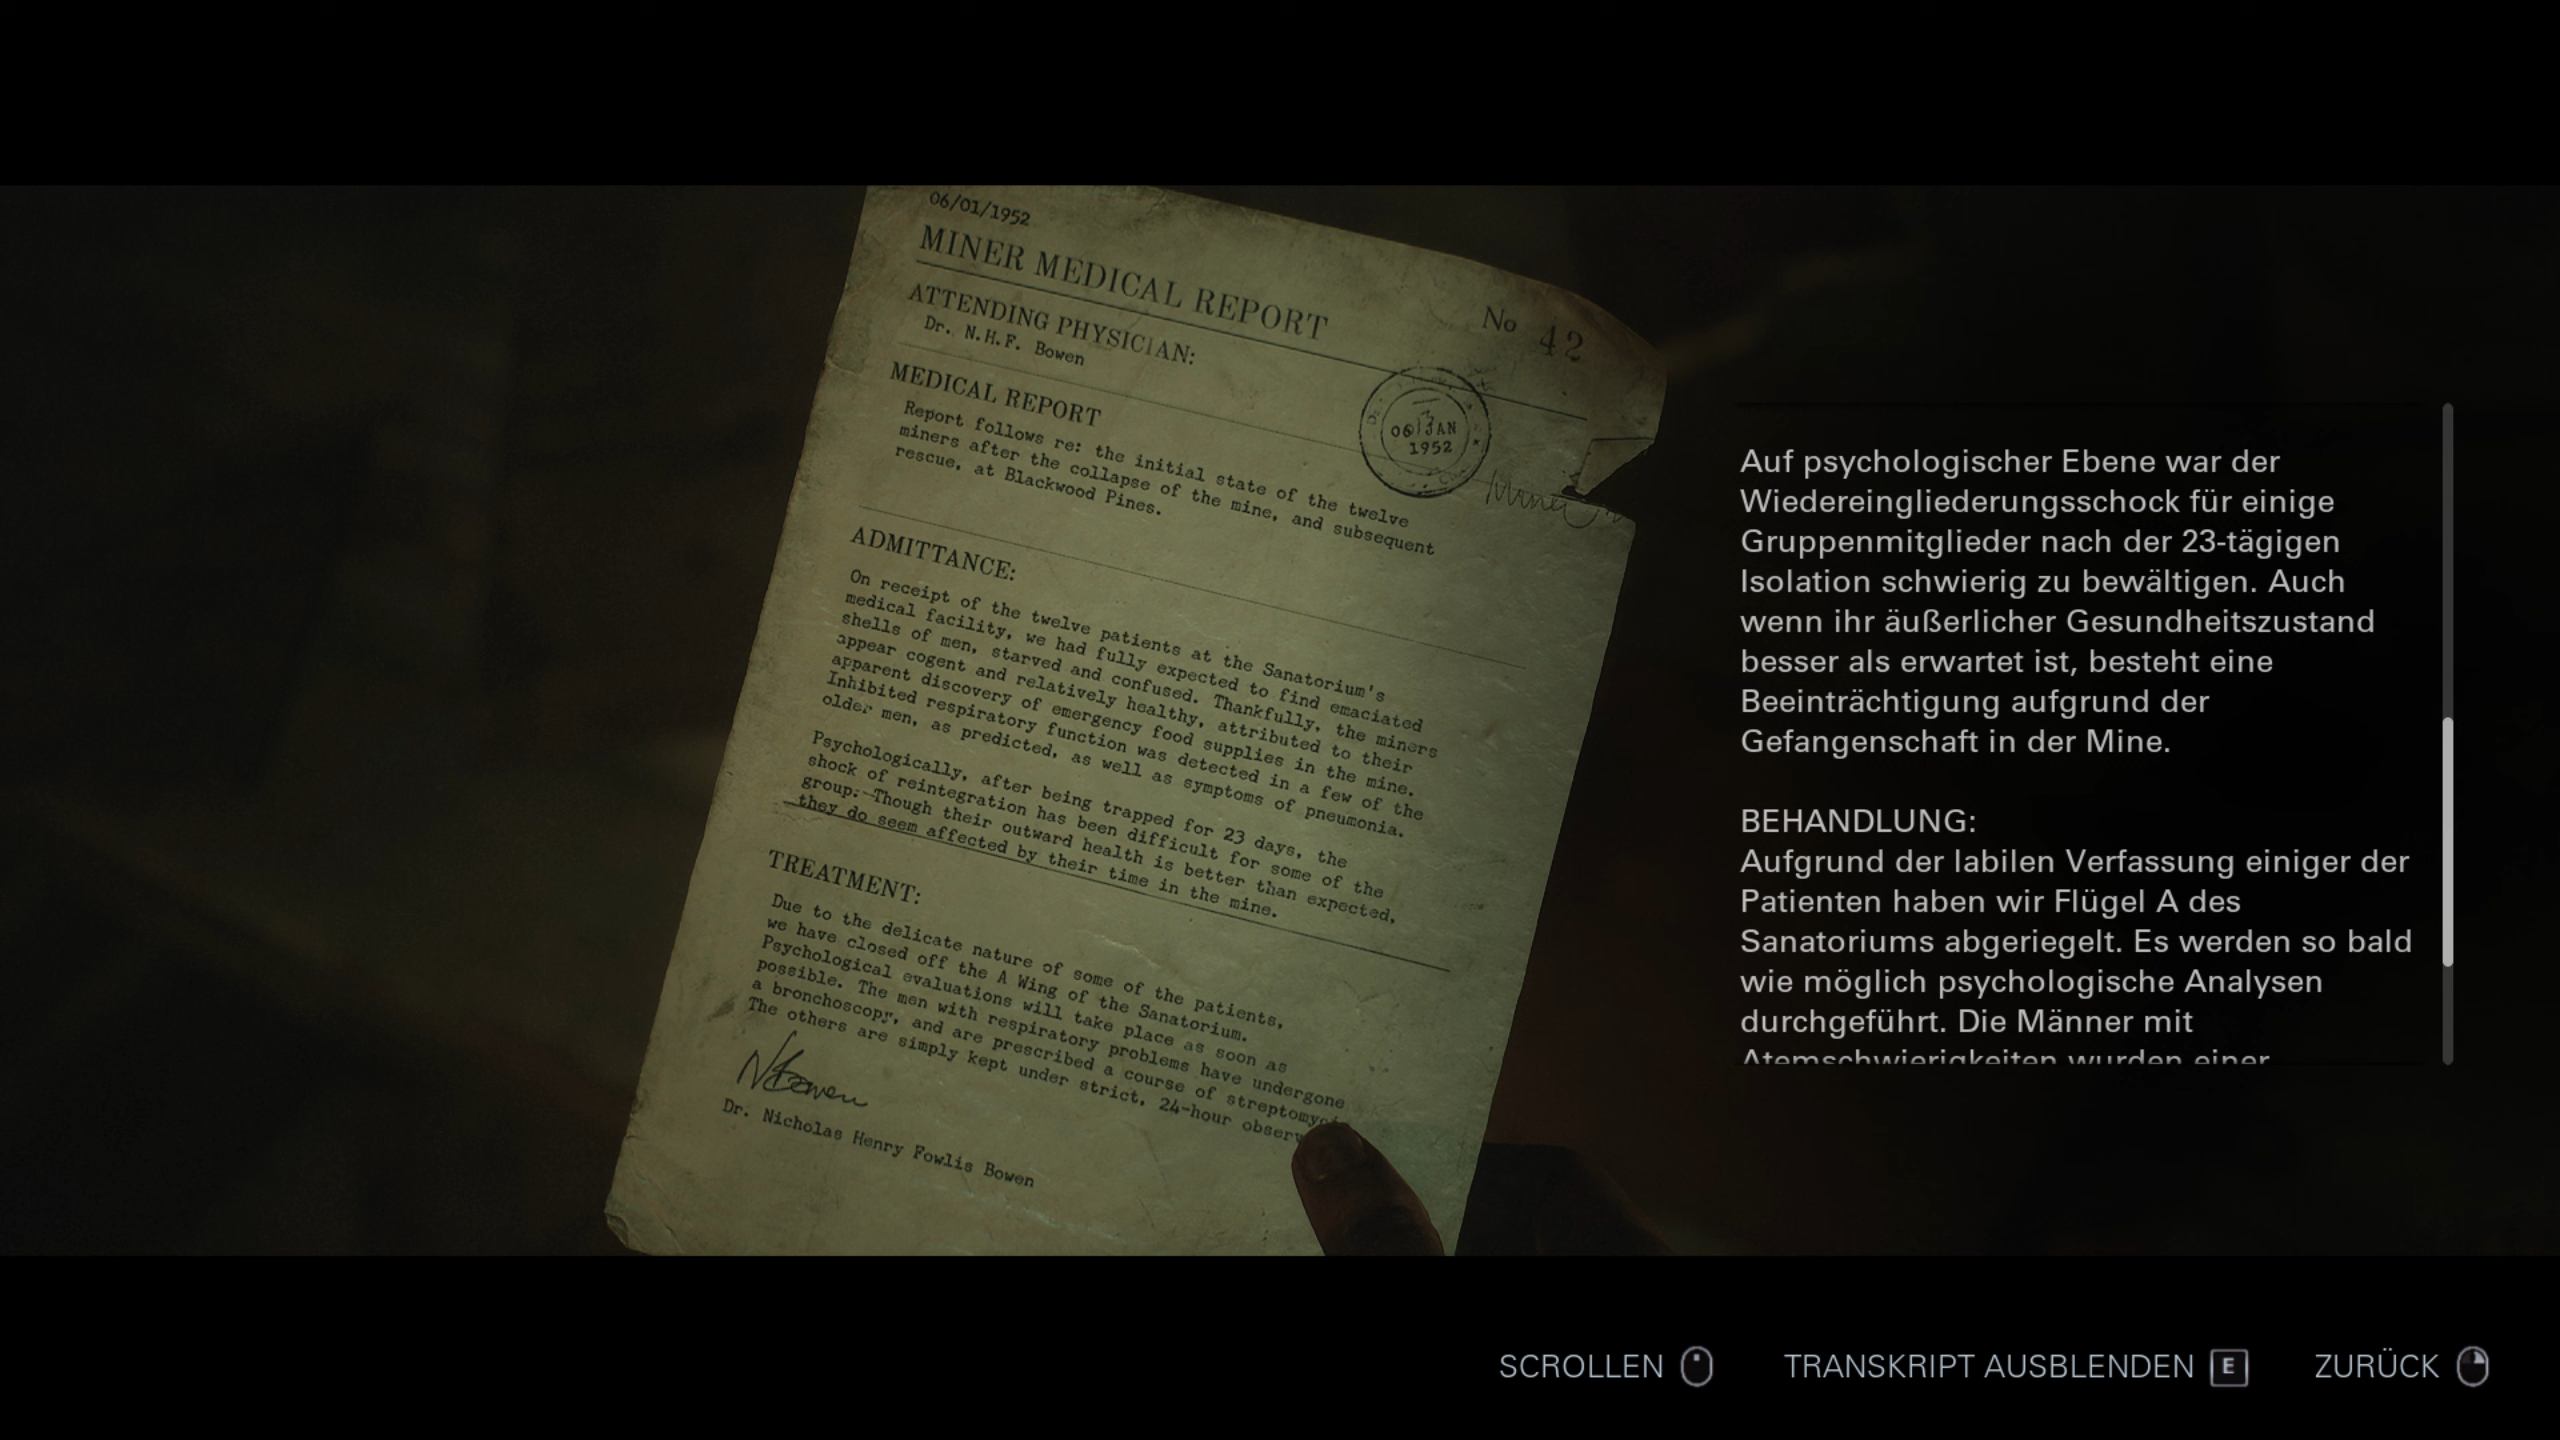 06/01/1952
MINER MEDICAL REPORT
No 42
ATTENDING PHYSICIAN:
Dr. N.H.F. Bowen
MEDICAL REPORT
Report follows re: the initial state of the twelve
miners after the collapse of the mine, and subsequent
rescue, at Blackwood Pines.
06 JAN
1952
ADMITTANCE:
On receipt of the twelve patients at the Sanatorium's
medical facility, we had fully expected to find emaciated
shells of men, starved and confused. Thankfully, the miners
appear cogent and relatively healthy, attributed to their
apparent discovery of emergency food supplies in the mine.
Inhibited respiratory function was detected in a few of the
older men, as predicted, as well as symptoms of pneumonia.
Psychologically, after being trapped for 23 days, the
shock of reintegration has been difficult for some of the
group. Though their outward health is better than expected,
they do seem affected by their time in the mine.
TREATMENT:
Due to the delicate nature of some of the patients,
we have closed off the A Wing of the Sanatorium.
Psychological evaluations will take place as soon as
possible. The men with respiratory problems have undergone
a bronchoscopy, and are prescribed a course of
The others are simply kept under strict, 24-hour
NBowen
Dr. Nicholas Henry Fowlis Bowen
Auf psychologischer Ebene war der
Wiedereingliederungsschock für einige
Gruppenmitglieder nach der 23-tägigen
Isolation schwierig zu bewältigen. Auch
wenn ihr äußerlicher Gesundheitszustand
besser als erwartet ist, besteht eine
Beeinträchtigung aufgrund der
Gefangenschaft in der Mine.
BEHANDLUNG:
Aufgrund der labilen Verfassung einiger der
Patienten haben wir Flügel A des
Sanatoriums abgeriegelt. Es werden so bald
wie möglich psychologische Analysen
durchgeführt. Die Männer mit
Atemschwierigkeiten wurden einer
SCROLLEN
TRANSKRIPT AUSBLENDEN E
ZURÜCK